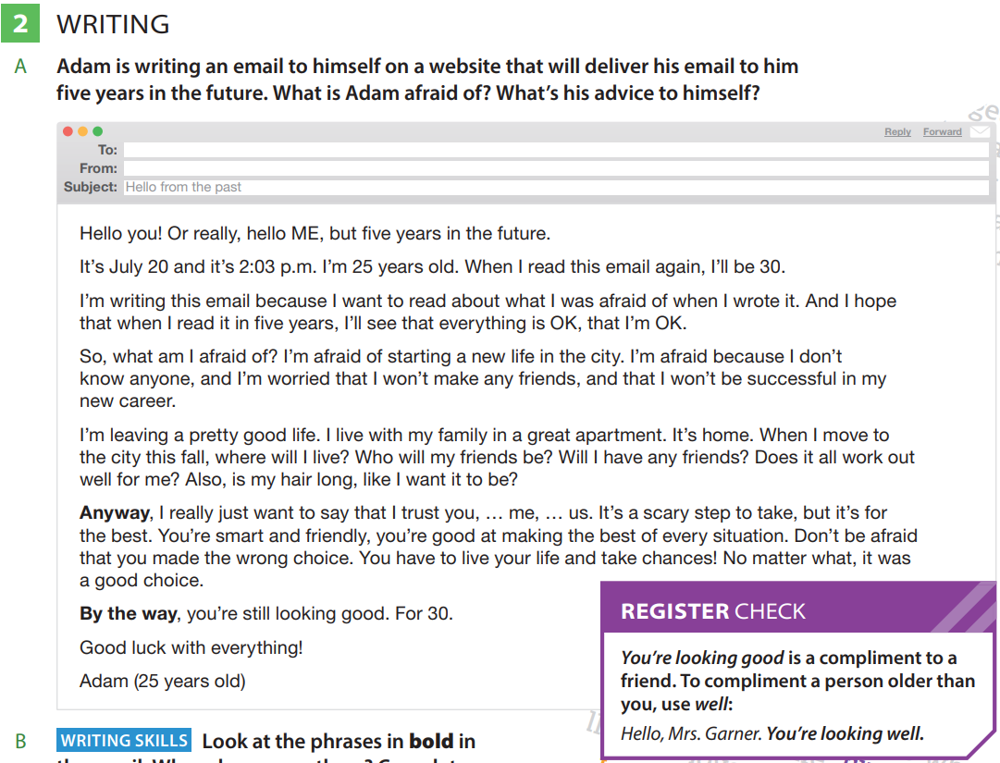 2 WRITING
A Adam is writing an email to himself on a website that will deliver his email to him
five years in the future. What is Adam afraid of? What's his advice to himself?
Reply Forward
To:
From:
Subject: Hello from the past
Hello you! Or really, hello ME, but five years in the future.
It's July 20 and it's 2:03 p.m. I'm 25 years old. When I read this email again, I'll be 30.
I'm writing this email because I want to read about what I was afraid of when I wrote it. And I hope
that when I read it in five years, I'll see that everything is OK, that I'm OK.
So, what am I afraid of? I'm afraid of starting a new life in the city. I'm afraid because I don't
know anyone, and I'm worried that I won't make any friends, and that I won't be successful in my
new career.
I'm leaving a pretty good life. I live with my family in a great apartment. It's home. When I move to
the city this fall, where will I live? Who will my friends be? Will I have any friends? Does it all work out
well for me? Also, is my hair long, like I want it to be?
Anyway, I really just want to say that I trust you, … me, … us. It's a scary step to take, but it's for
the best. You're smart and friendly, you're good at making the best of every situation. Don't be afraid
that you made the wrong choice. You have to live your life and take chances! No matter what, it was
a good choice.
By the way, you're still looking good. For 30.
Good luck with everything!
Adam (25 years old)
REGISTER CHECK
You're looking good is a compliment to a
friend. To compliment a person older than
you, use well:
Hello, Mrs. Garner. You're looking well.
B WRITING SKILLS Look at the phrases in bold in